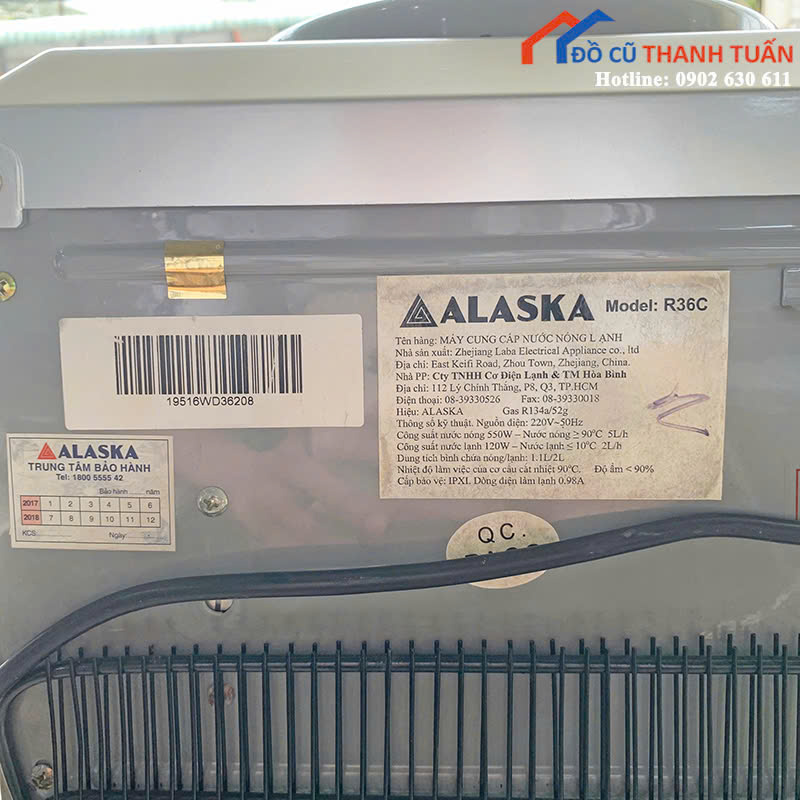 ĐỒ CŨ THANH TUẤN
Hotline: 0902 630 611
ALASKA Model: R36C
Tên hàng: MÁY CUNG CẤP NƯỚC NÓNG LẠNH
Nhà sản xuất: Zhejiang Laba Electrical Appliance co., ltd
Địa chỉ: East Keifi Road, Zhou Town, Zhejiang, China.
Nhà PP: Cty TNHH Cơ Điện Lạnh & TM Hòa Bình
Địa chỉ: 112 Lý Chính Thắng, P8, Q3, TP.HCM
Điện thoại: 08-39330526 Fax: 08-39330018
Hiệu: ALASKA Gas R134a/52g
Thông số kỹ thuật. Nguồn điện: 220V~50Hz
Công suất nước nóng 550W – Nước nóng ≥ 90°C 5L/h
Công suất nước lạnh 120W – Nước lạnh ≤ 10°C 2L/h
Dung tích bình chứa nóng/lạnh: 1.1L/2L
Nhiệt độ làm việc của cơ cấu cắt nhiệt 90°C. Độ ẩm < 90%
Cấp bảo vệ: IPXL Dòng điện làm lạnh 0.98A
19516WD36208
ALASKA
TRUNG TÂM BẢO HÀNH
Tel: 1800 5555 42
Bảo hành năm
2017 1 2 3 4 5 6
2018 7 8 9 10 11 12
KCS Ngày
QC.